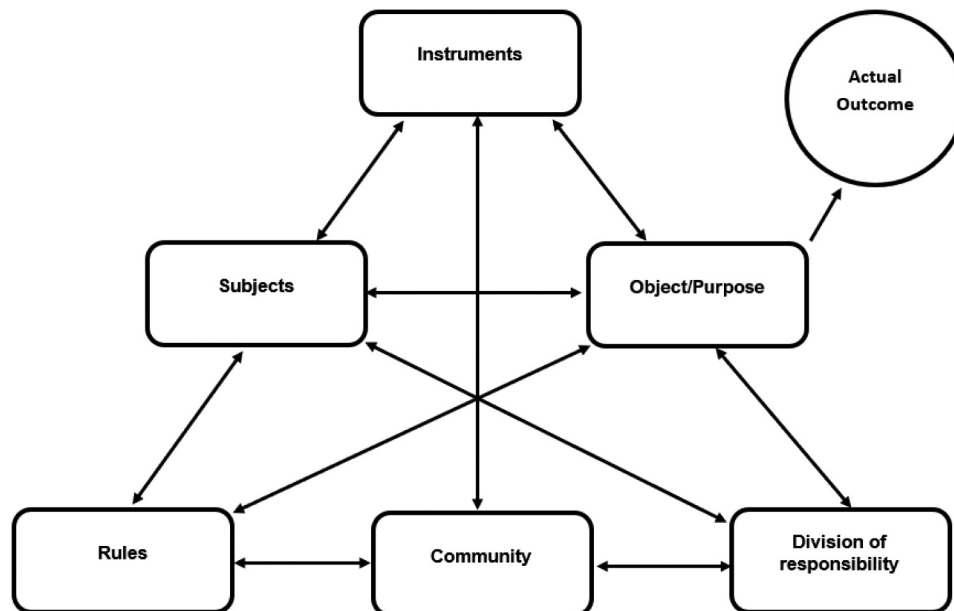 Instruments
Actual
Outcome
Subjects
Object/Purpose
Rules
Community
Division of
responsibility